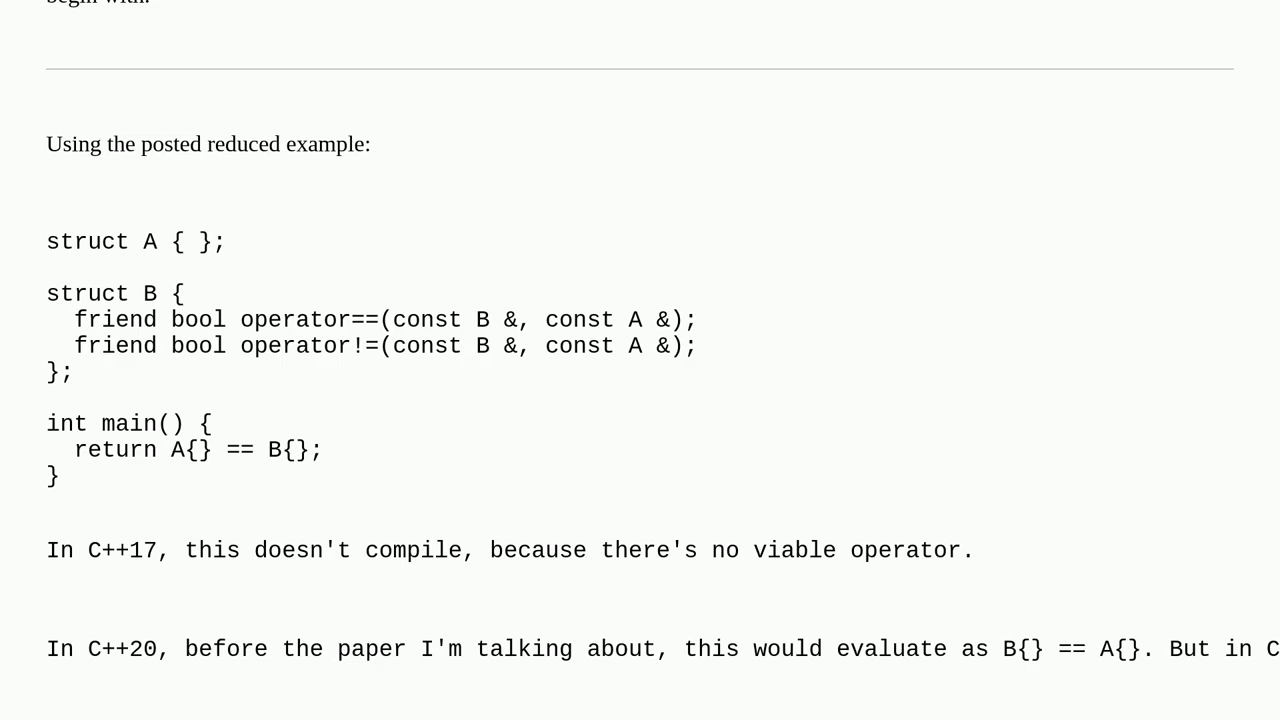 begin with.
Using the posted reduced example:
struct A { };
struct B {
  friend bool operator==(const B &, const A &);
  friend bool operator!=(const B &, const A &);
};
int main() {
  return A{} == B{};
}
In C++17, this doesn't compile, because there's no viable operator.
In C++20, before the paper I'm talking about, this would evaluate as B{} == A{}. But in C